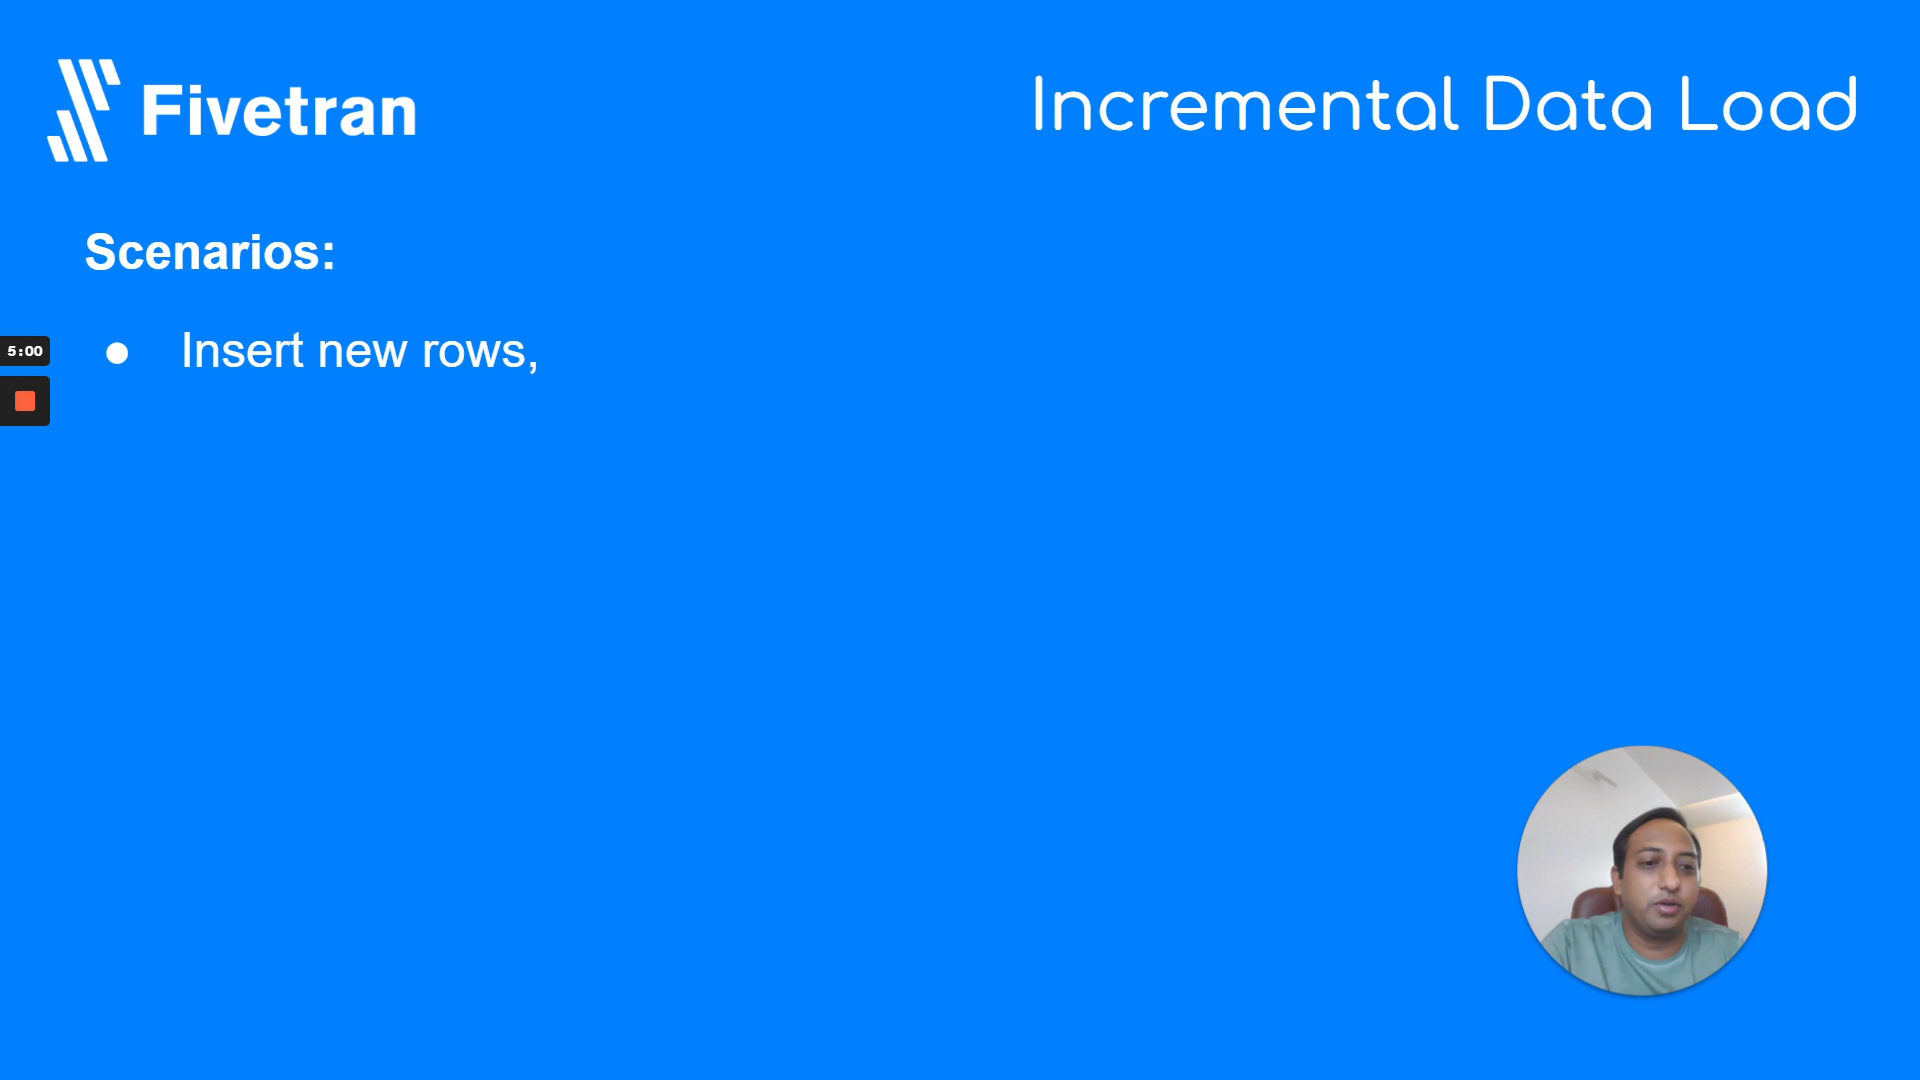 Fivetran
Incremental Data Load
Scenarios:
● Insert new rows,
5:00